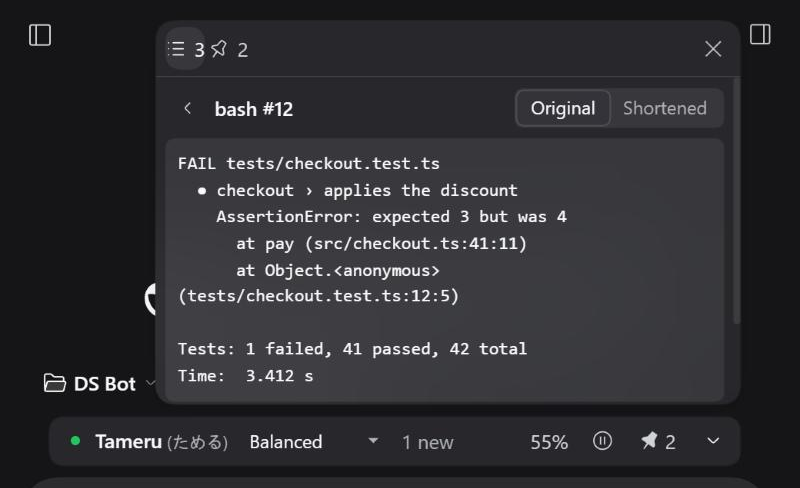 3 2
bash #12 Original Shortened
FAIL tests/checkout.test.ts
● checkout › applies the discount
AssertionError: expected 3 but was 4
at pay (src/checkout.ts:41:11)
at Object.<anonymous>
(tests/checkout.test.ts:12:5)
Tests: 1 failed, 41 passed, 42 total
Time: 3.412 s
DS Bot
Tameru (ためる) Balanced 1 new 55% 2